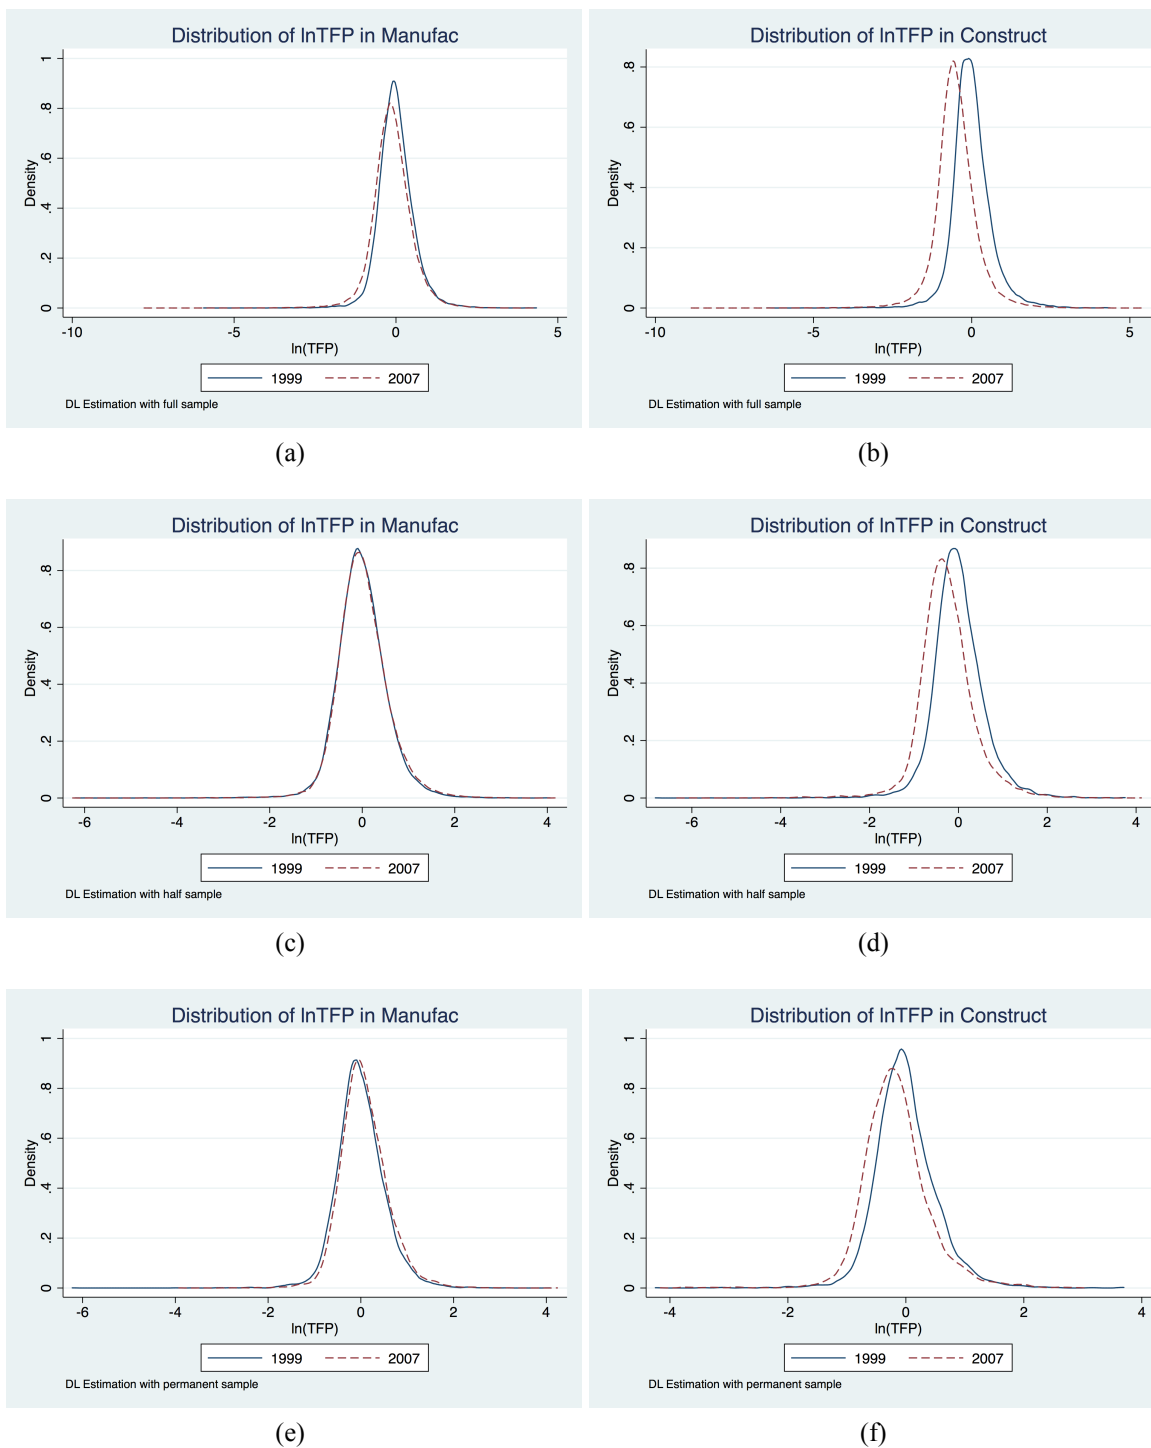 Distribution of lnTFP in Manufac
Density
0 .2 .4 .6 .8 1
-10 -5 0 5
ln(TFP)
1999 2007
DL Estimation with full sample
(a)
Distribution of lnTFP in Construct
Density
0 .2 .4 .6 .8
-10 -5 0 5
ln(TFP)
1999 2007
DL Estimation with full sample
(b)
Distribution of lnTFP in Manufac
Density
0 .2 .4 .6 .8
-6 -4 -2 0 2 4
ln(TFP)
1999 2007
DL Estimation with half sample
(c)
Distribution of lnTFP in Construct
Density
0 .2 .4 .6 .8
-6 -4 -2 0 2 4
ln(TFP)
1999 2007
DL Estimation with half sample
(d)
Distribution of lnTFP in Manufac
Density
0 .2 .4 .6 .8 1
-6 -4 -2 0 2 4
ln(TFP)
1999 2007
DL Estimation with permanent sample
(e)
Distribution of lnTFP in Construct
Density
0 .2 .4 .6 .8 1
-4 -2 0 2 4
ln(TFP)
1999 2007
DL Estimation with permanent sample
(f)